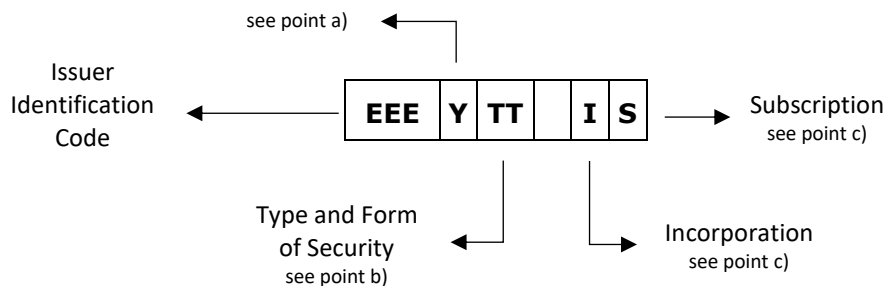 see point a)
Issuer
Identification
Code
EEE Y TT I S
Subscription
see point c)
Type and Form
of Security
see point b)
Incorporation
see point c)